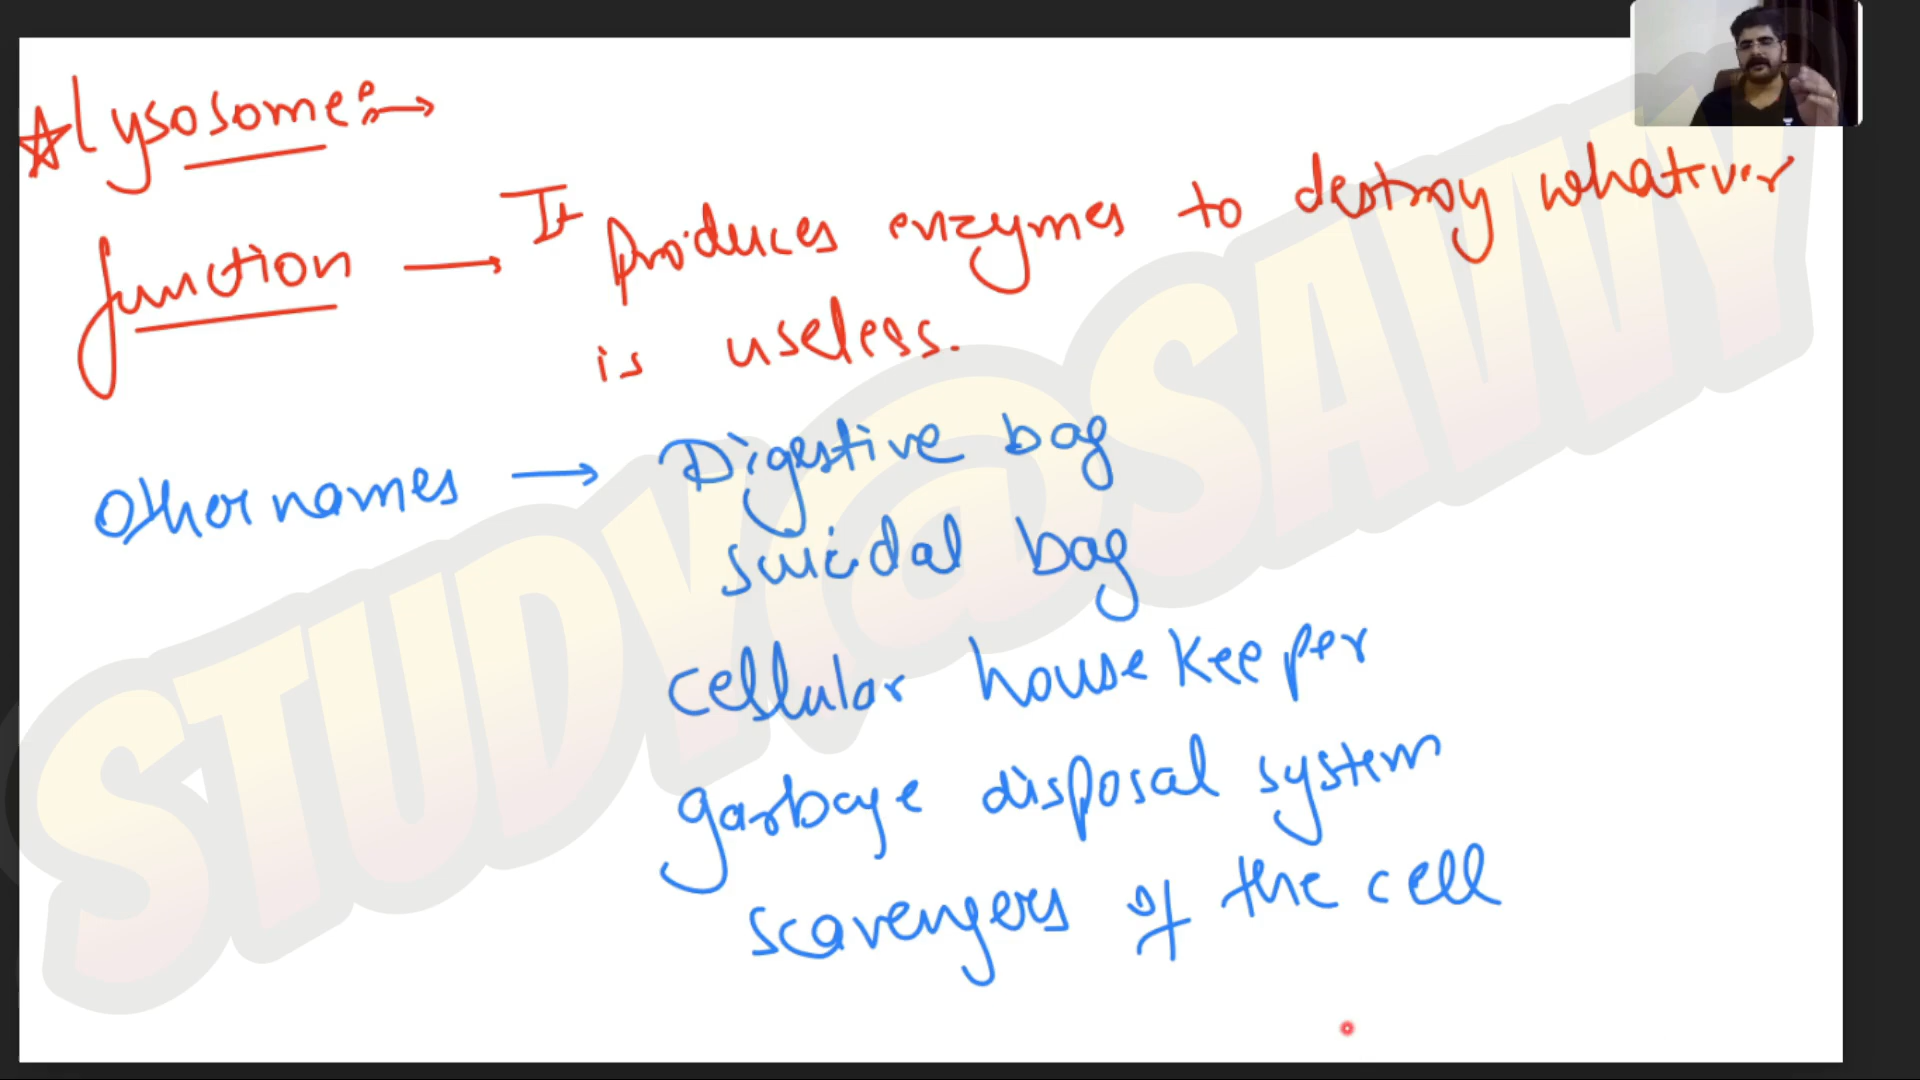 ☆ lysosome :→
function → It produces enzymes to destroy whatever
is useless.
Other names → Digestive bag
suicidal bag
cellular house keeper
garbage disposal system
scavengers of the cell
STUDY@SAVVY